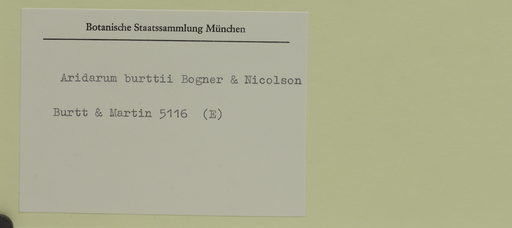 Botanische Staatssammlung München
Aridarum burttii Bogner & Nicolson
Burtt & Martin 5116 (E)